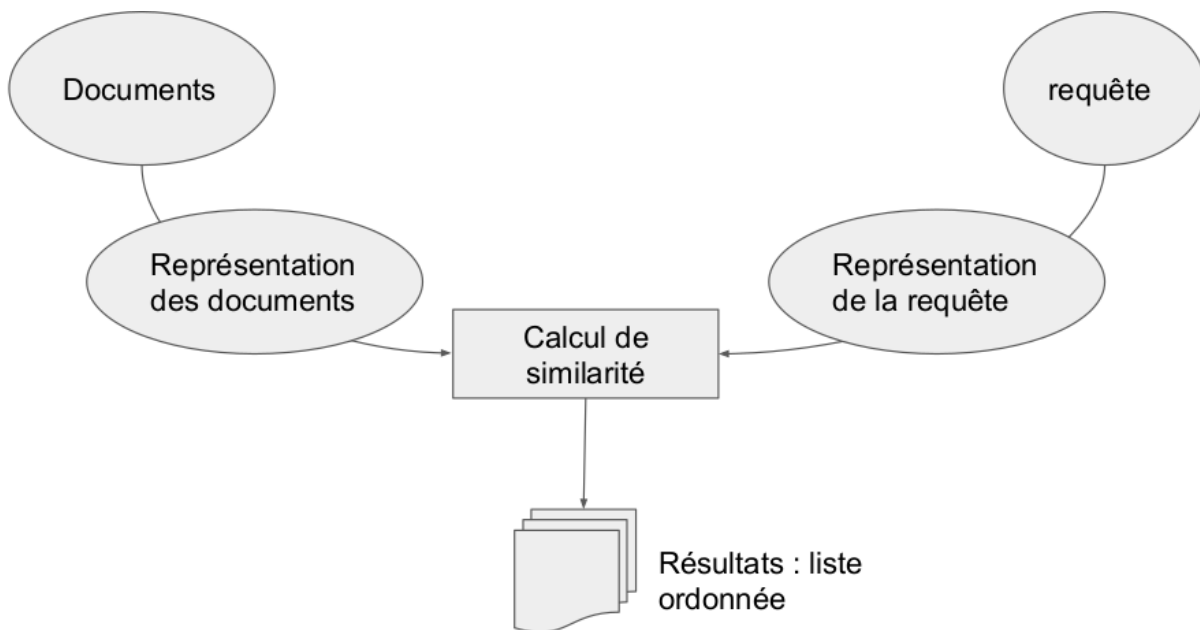 Documents
requête
Représentation
des documents
Représentation
de la requête
Calcul de
similarité
Résultats : liste
ordonnée